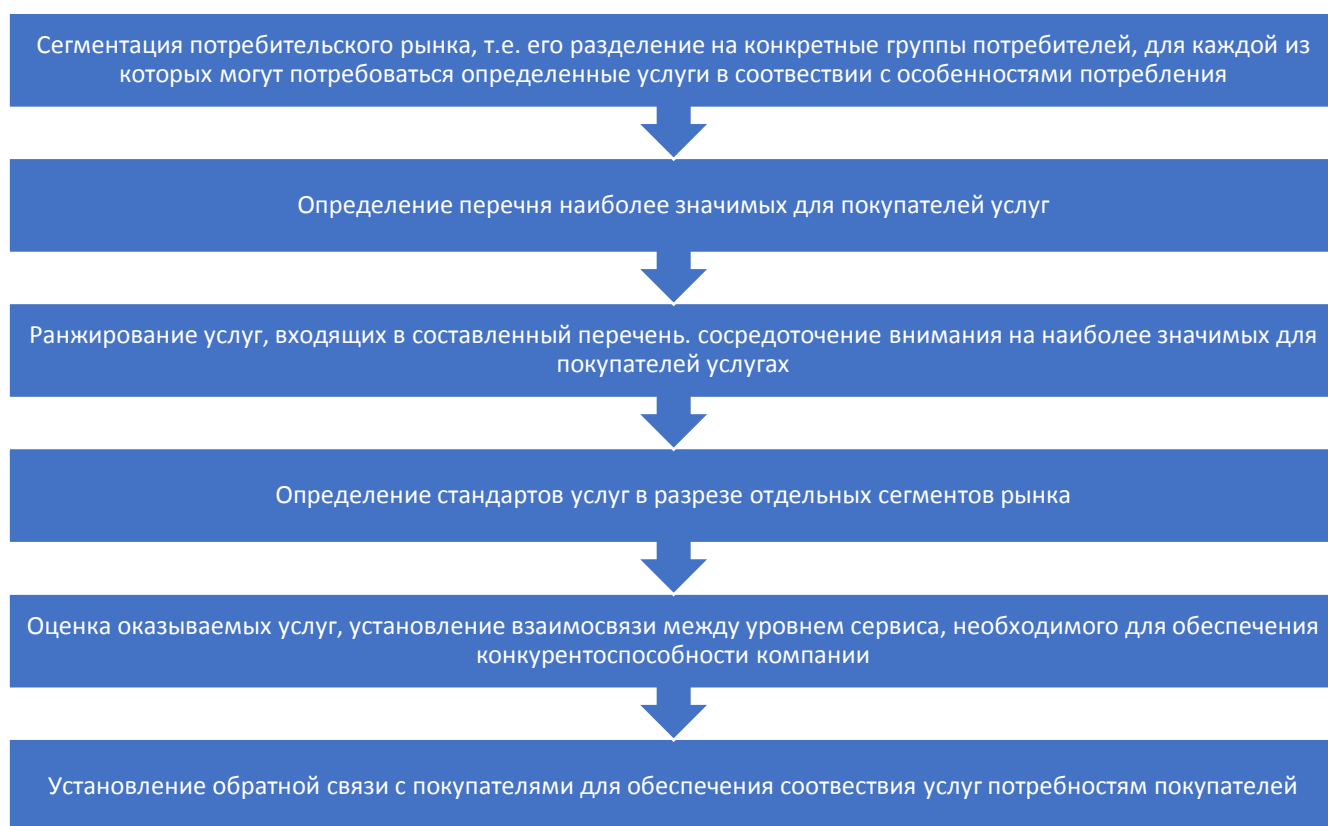 Сегментация потребительского рынка, т.е. его разделение на конкретные группы потребителей, для каждой из
которых могут потребоваться определенные услуги в соотвествии с особенностями потребления
Определение перечня наиболее значимых для покупателей услуг
Ранжирование услуг, входящих в составленный перечень. сосредоточение внимания на наиболее значимых для
покупателей услугах
Определение стандартов услуг в разрезе отдельных сегментов рынка
Оценка оказываемых услуг, установление взаимосвязи между уровнем сервиса, необходимого для обеспечения
конкурентоспособности компании
Установление обратной связи с покупателями для обеспечения соотвествия услуг потребностям покупателей